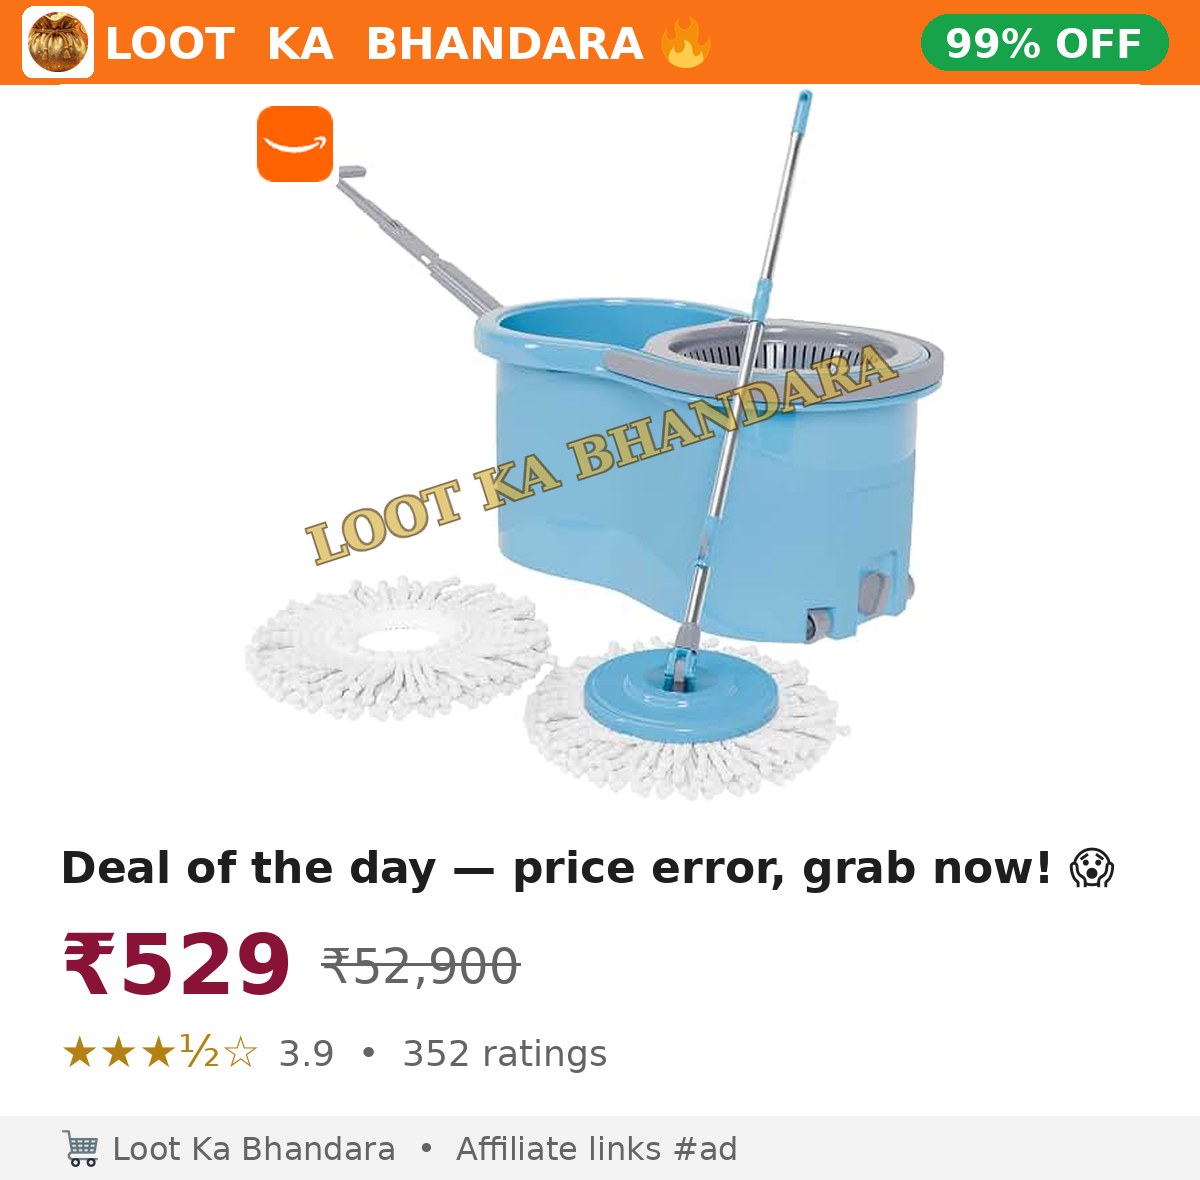 LOOT KA BHANDARA 🔥
99% OFF
LOOT KA BHANDARA
Deal of the day — price error, grab now! 😱
₹529 ₹52,900
★★★½☆ 3.9 • 352 ratings
🛒 Loot Ka Bhandara • Affiliate links #ad